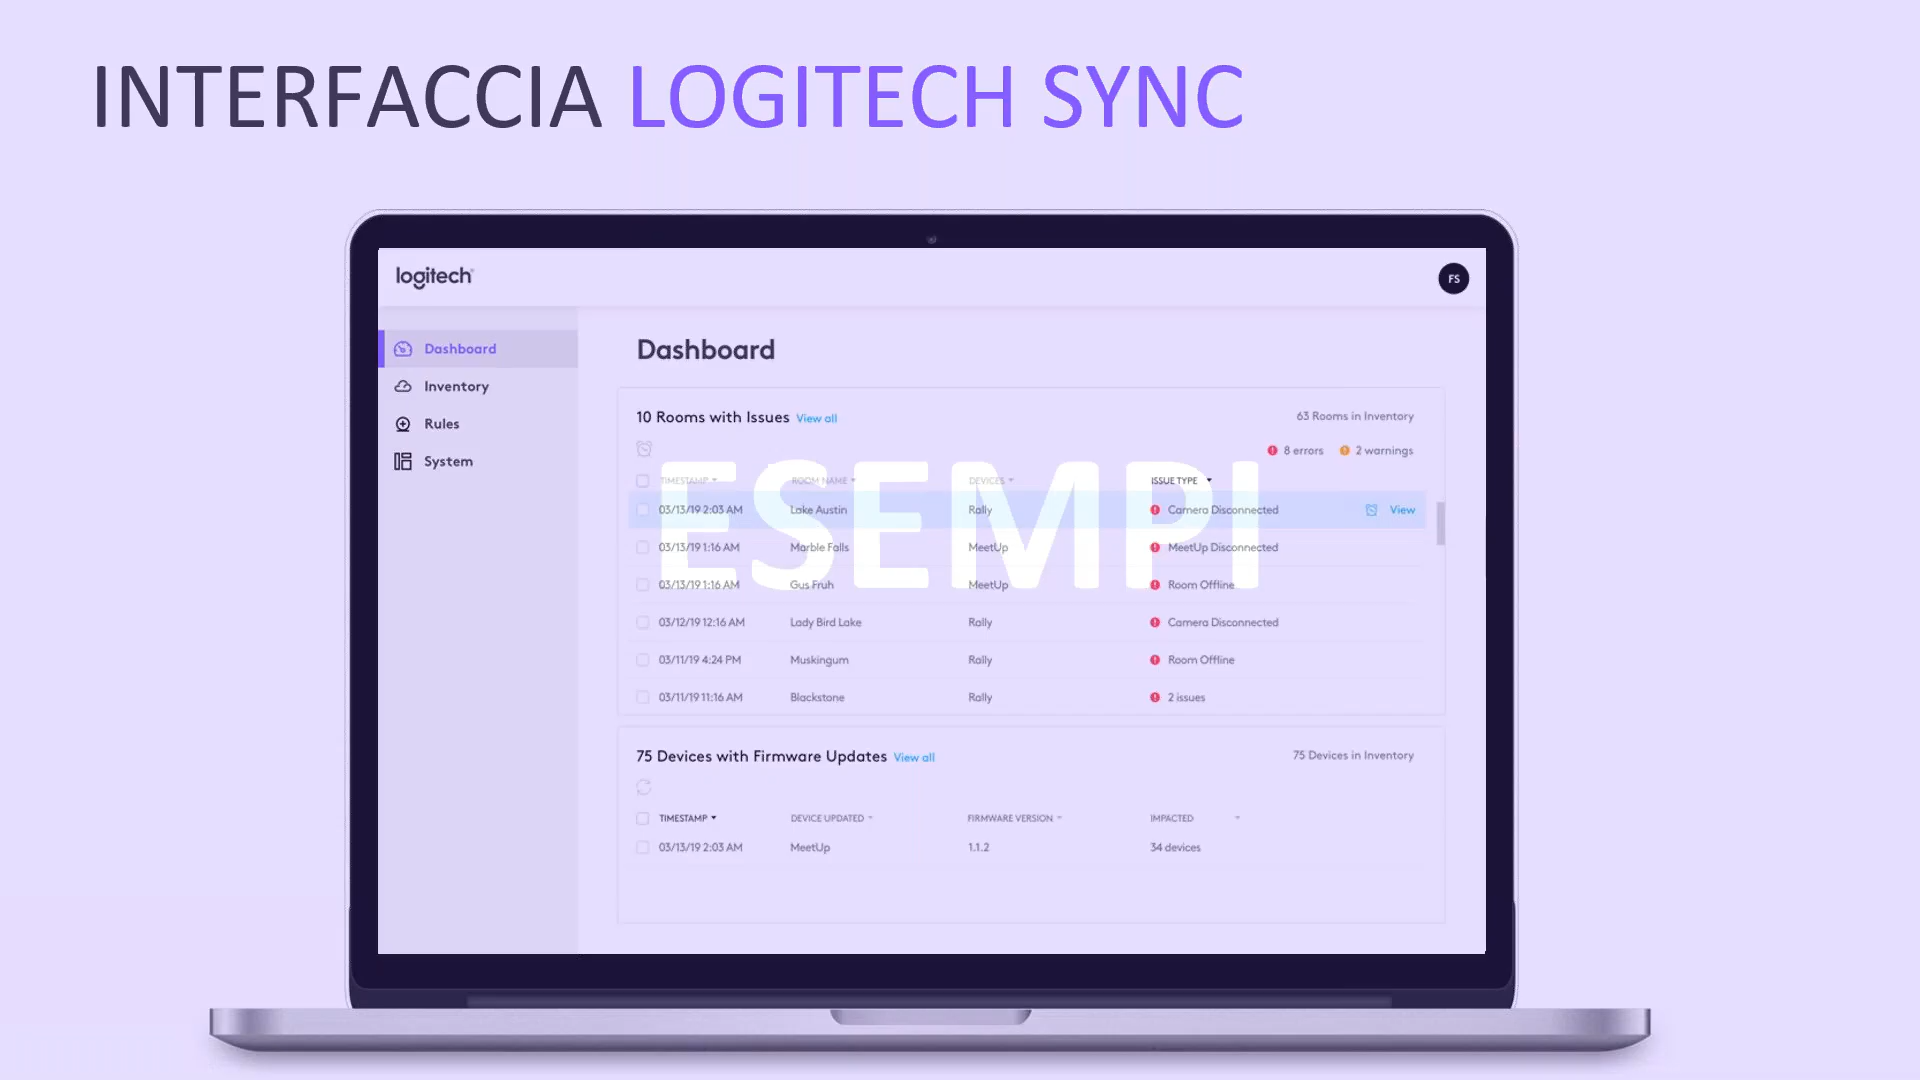 INTERFACCIA LOGITECH SYNC
logitech
FS
Dashboard
Inventory
Rules
System
Dashboard
10 Rooms with Issues View all 63 Rooms in Inventory
8 errors 2 warnings
TIMESTAMP ROOM NAME DEVICES ISSUE TYPE
03/13/19 2:03 AM Lake Austin Rally Camera Disconnected View
03/13/19 1:16 AM Marble Falls MeetUp MeetUp Disconnected
03/13/19 1:16 AM Gus Fruh MeetUp Room Offline
03/12/19 12:16 AM Lady Bird Lake Rally Camera Disconnected
03/11/19 4:24 PM Muskingum Rally Room Offline
03/11/19 11:16 AM Blackstone Rally 2 issues
ESEMPI
75 Devices with Firmware Updates View all 75 Devices in Inventory
TIMESTAMP DEVICE UPDATED FIRMWARE VERSION IMPACTED
03/13/19 2:03 AM MeetUp 1.1.2 34 devices